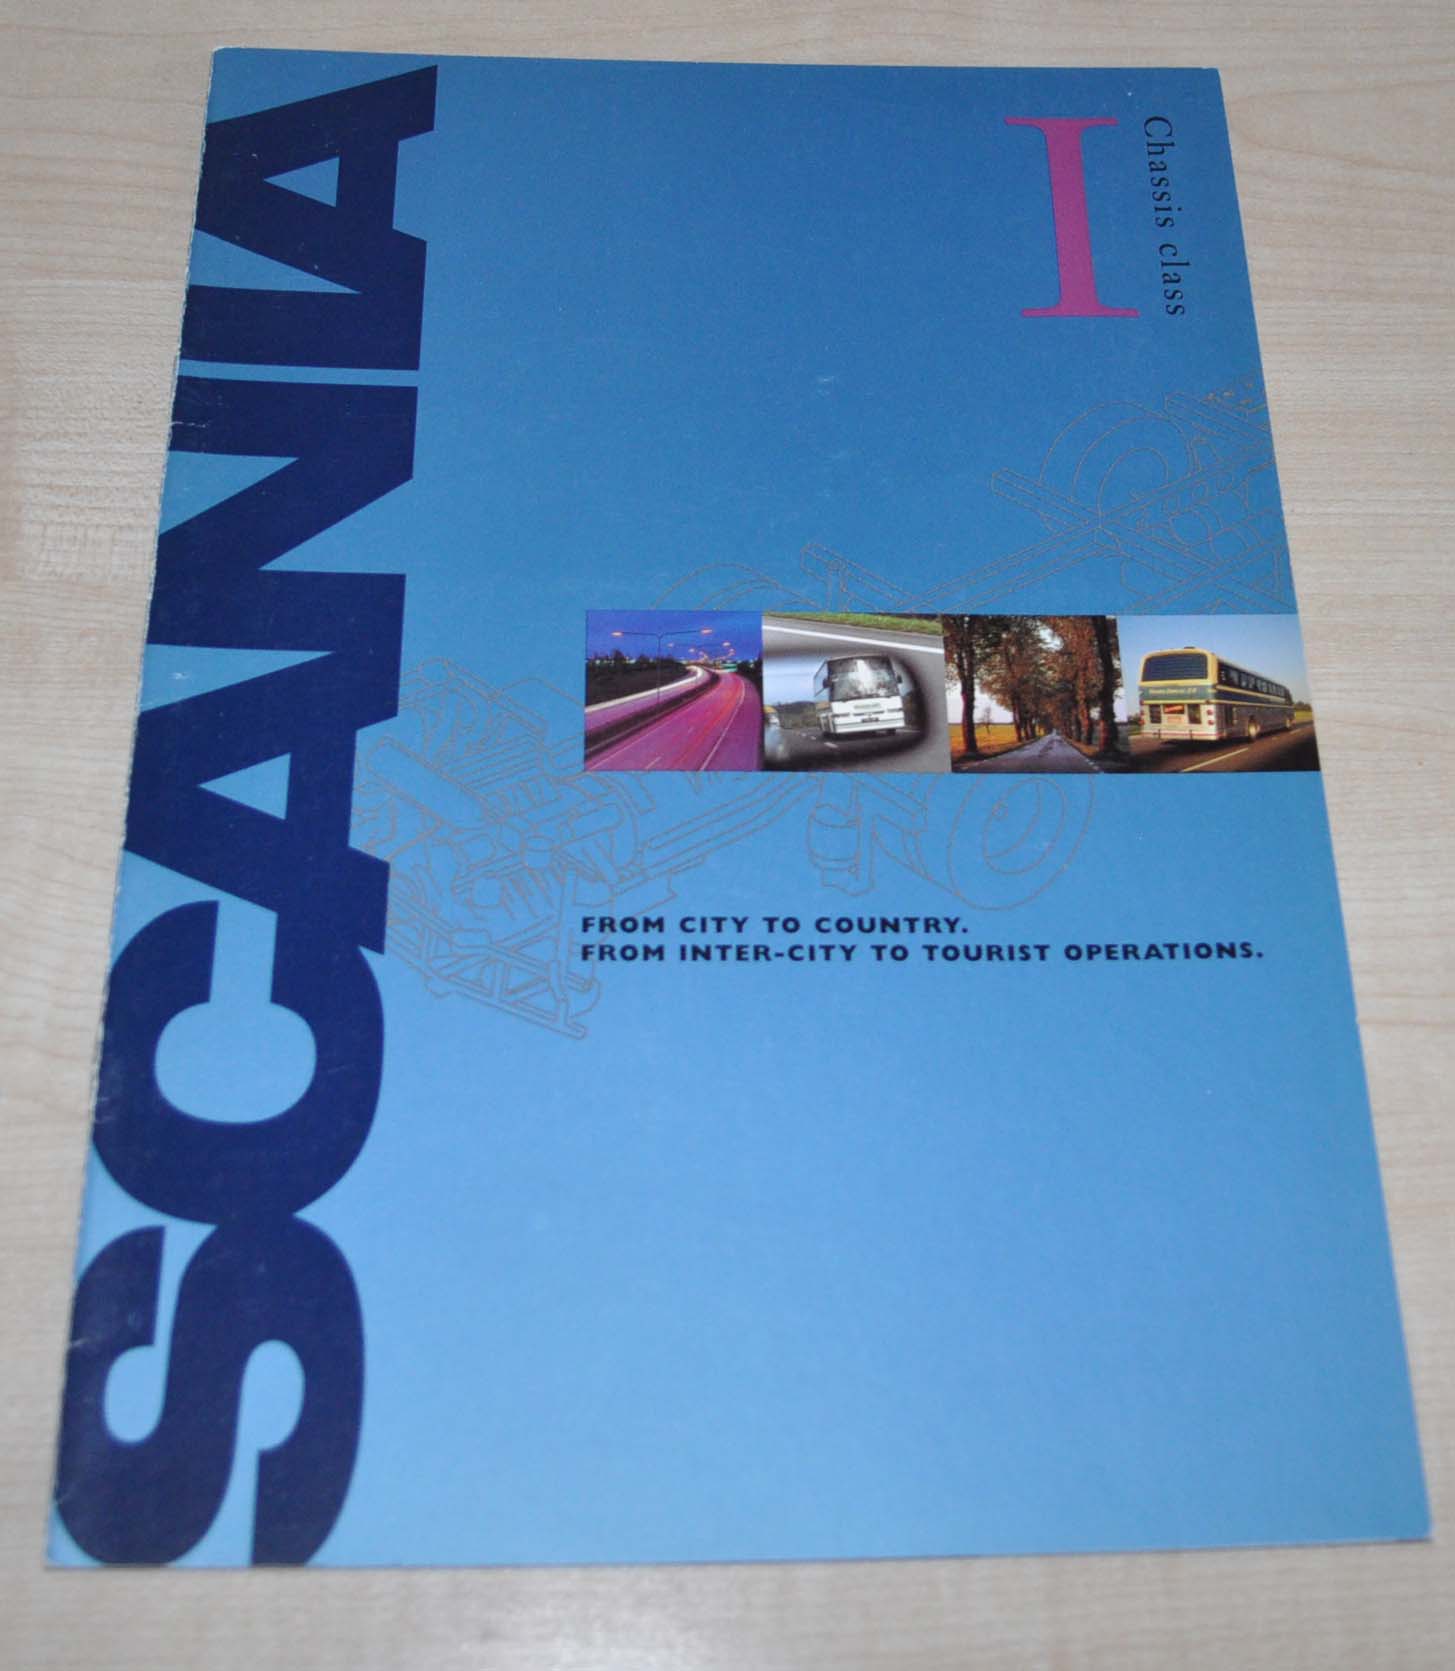 SCANIA
I
Chassis class
FROM CITY TO COUNTRY.
FROM INTER-CITY TO TOURIST OPERATIONS.